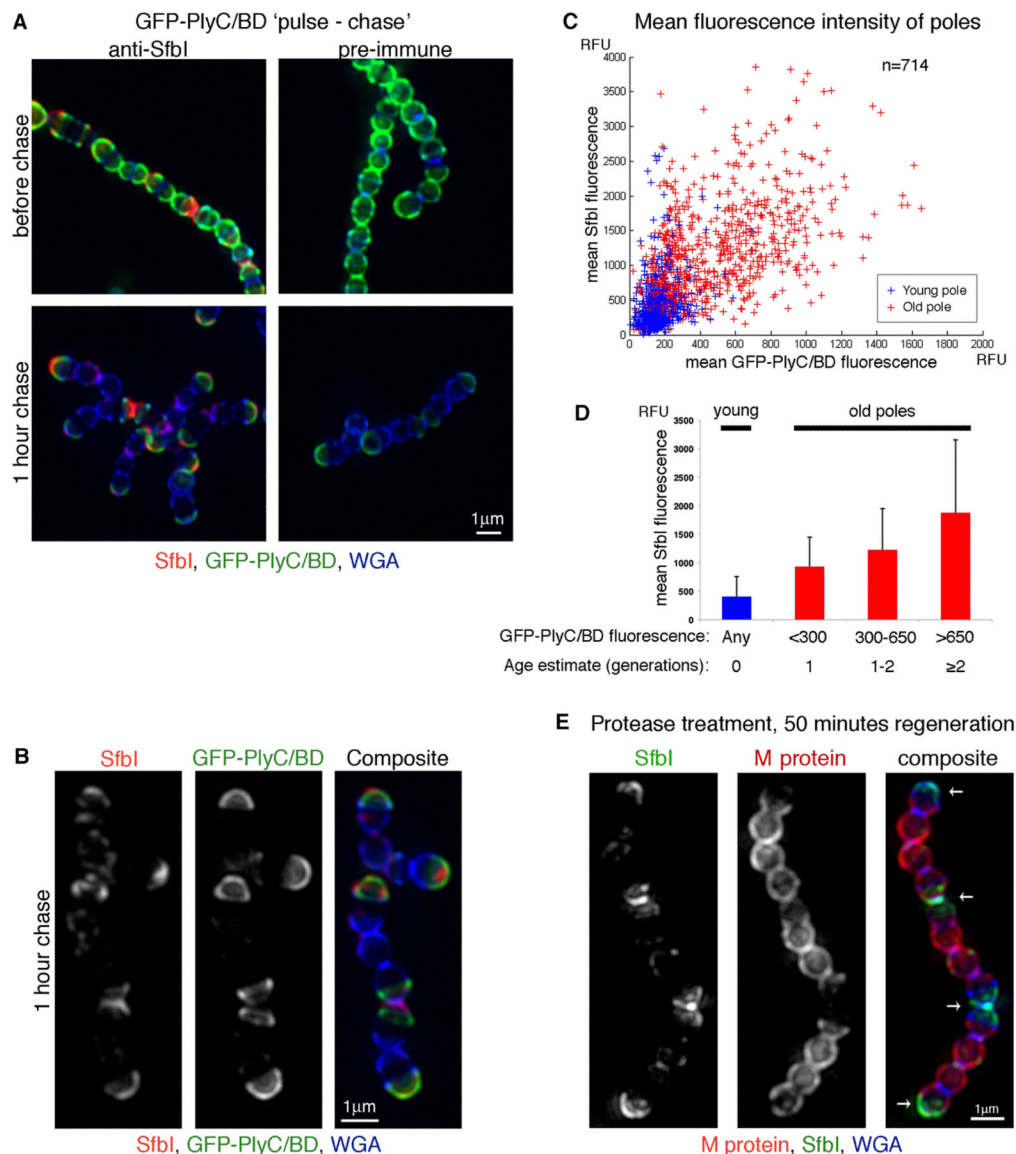 A
GFP-PlyC/BD 'pulse - chase'
anti-SfbI
pre-immune
before chase
1 hour chase
1µm
SfbI, GFP-PlyC/BD, WGA
B
SfbI
GFP-PlyC/BD
Composite
1 hour chase
1µm
SfbI, GFP-PlyC/BD, WGA
C
Mean fluorescence intensity of poles
RFU
n=714
mean SfbI fluorescence
4000
3500
3000
2500
2000
1500
1000
500
0
Young pole
Old pole
0 200 400 600 800 1000 1200 1400 1600 1800 2000
mean GFP-PlyC/BD fluorescence
RFU
D
RFU
young
old poles
mean SfbI fluorescence
3500
3000
2500
2000
1500
1000
500
0
GFP-PlyC/BD fluorescence: Any <300 300-650 >650
Age estimate (generations): 0 1 1-2 ≥2
E
Protease treatment, 50 minutes regeneration
SfbI
M protein
composite
1µm
M protein, SfbI, WGA